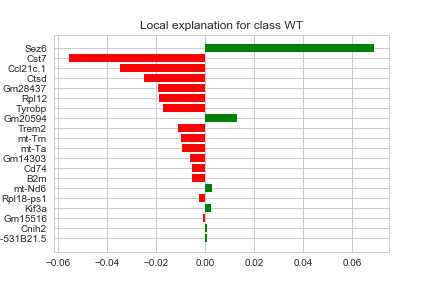 Local explanation for class WT
Sez6
Cst7
Ccl21c.1
Ctsd
Gm28437
Rpl12
Tyrobp
Gm20594
Trem2
mt-Tm
mt-Ta
Gm14303
Cd74
B2m
mt-Nd6
Rpl18-ps1
Kif3a
Gm15516
Cnih2
-531B21.5
−0.06 −0.04 −0.02 0.00 0.02 0.04 0.06